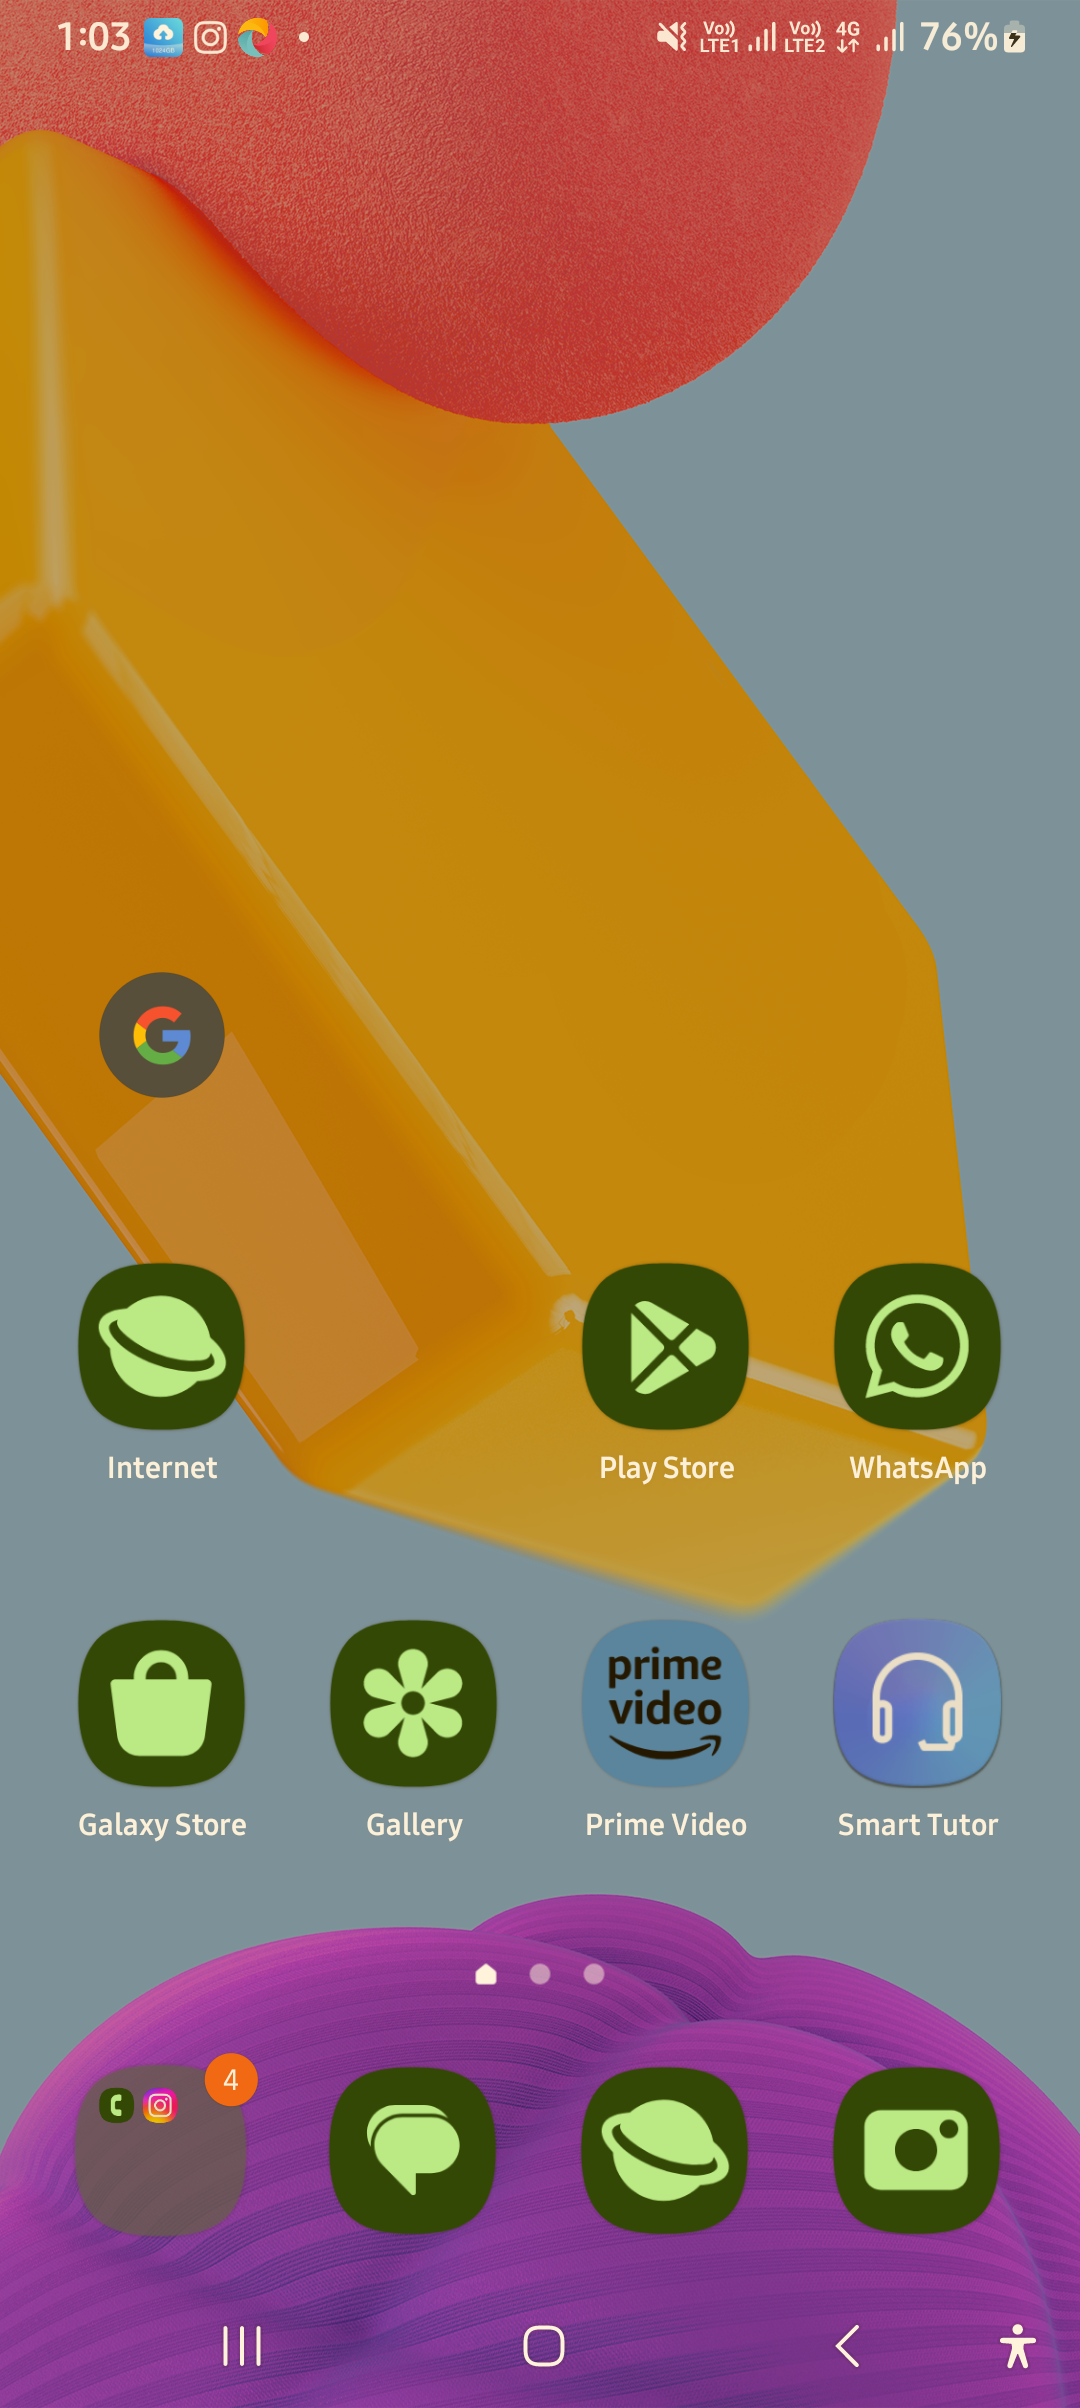 1:03
Vo)) LTE1 Vo)) LTE2 4G 76%
G
Internet Play Store WhatsApp
prime video
Galaxy Store Gallery Prime Video Smart Tutor
4